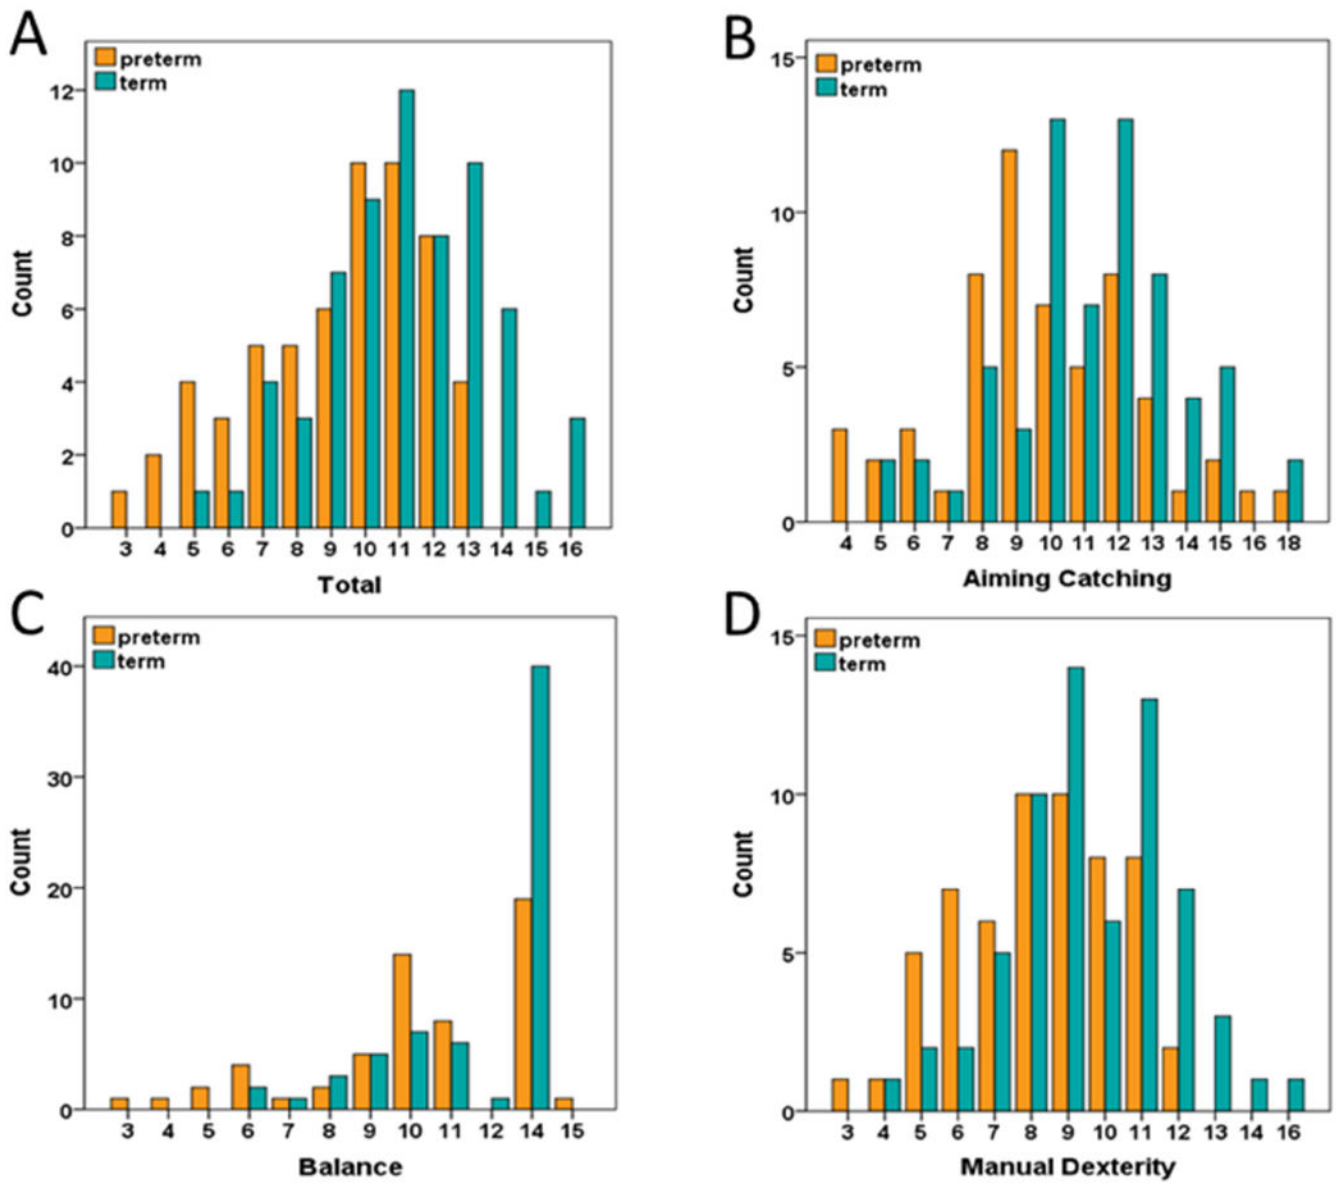 A
preterm
term
12
10
8
6
4
2
0
Count
3 4 5 6 7 8 9 10 11 12 13 14 15 16
Total
B
preterm
term
15
10
5
0
Count
4 5 6 7 8 9 10 11 12 13 14 15 16 18
Aiming Catching
C
preterm
term
40
30
20
10
0
Count
3 4 5 6 7 8 9 10 11 12 14 15
Balance
D
preterm
term
15
10
5
0
Count
3 4 5 6 7 8 9 10 11 12 13 14 16
Manual Dexterity